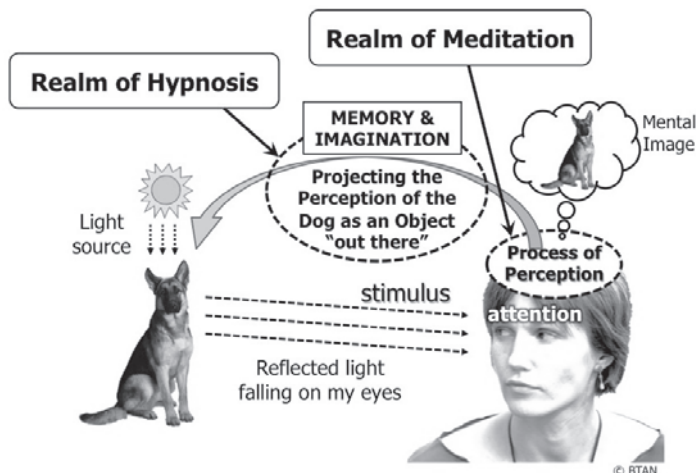 Realm of Meditation
Realm of Hypnosis
MEMORY &
IMAGINATION
Mental
Image
Projecting the
Perception of the
Dog as an Object
“out there”
Light
source
Process of
Perception
stimulus
attention
Reflected light
falling on my eyes
© BTAN